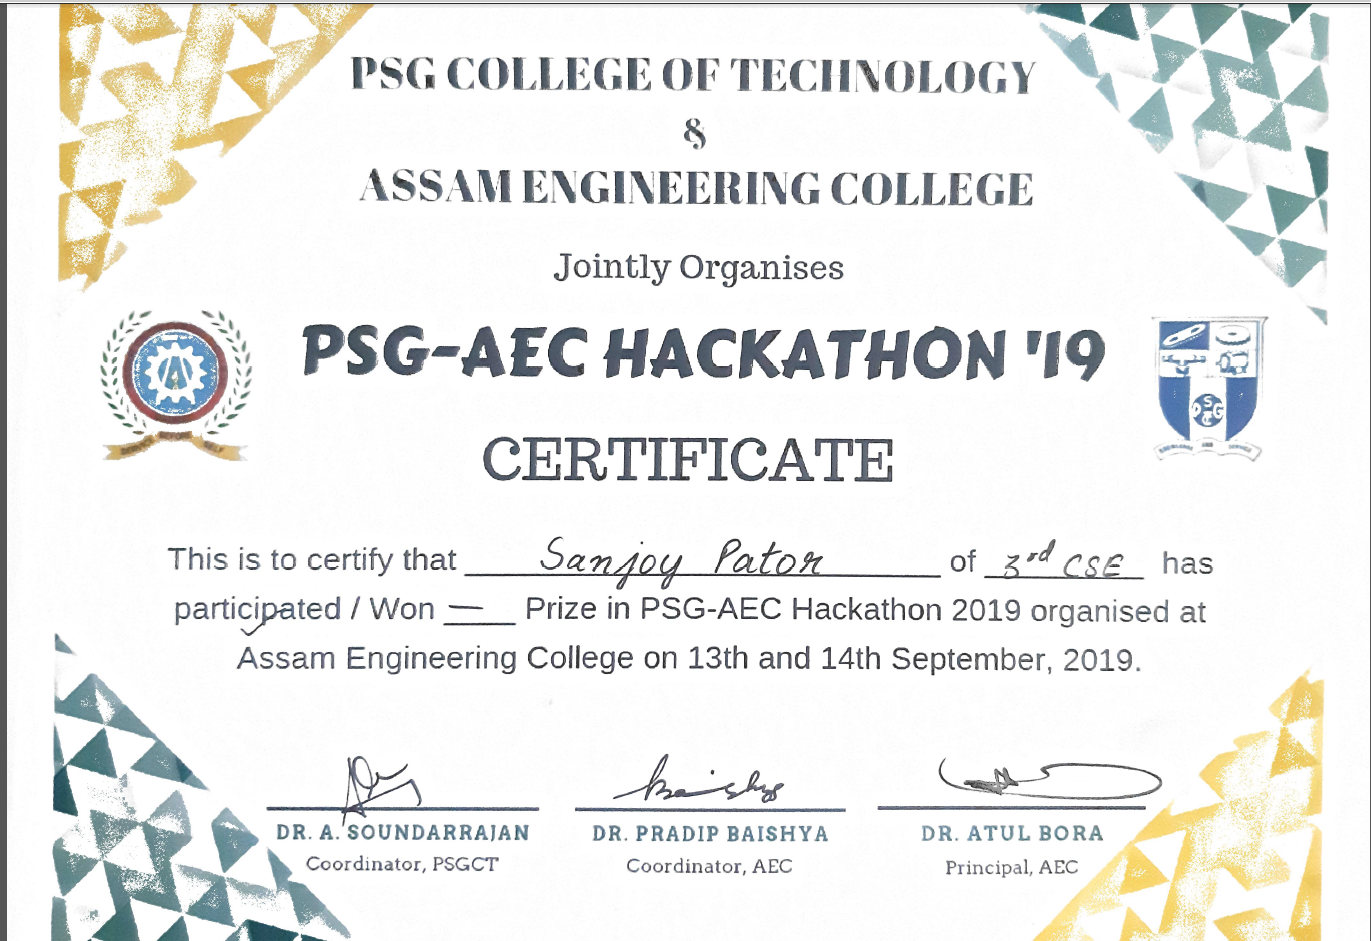 PSG COLLEGE OF TECHNOLOGY
&
ASSAM ENGINEERING COLLEGE
Jointly Organises
PSG-AEC HACKATHON '19
CERTIFICATE
This is to certify that Sanjoy Pator of 3rd CSE has
participated / Won — Prize in PSG-AEC Hackathon 2019 organised at
Assam Engineering College on 13th and 14th September, 2019.
DR. A. SOUNDARRAJAN DR. PRADIP BAISHYA DR. ATUL BORA
Coordinator, PSGCT Coordinator, AEC Principal, AEC